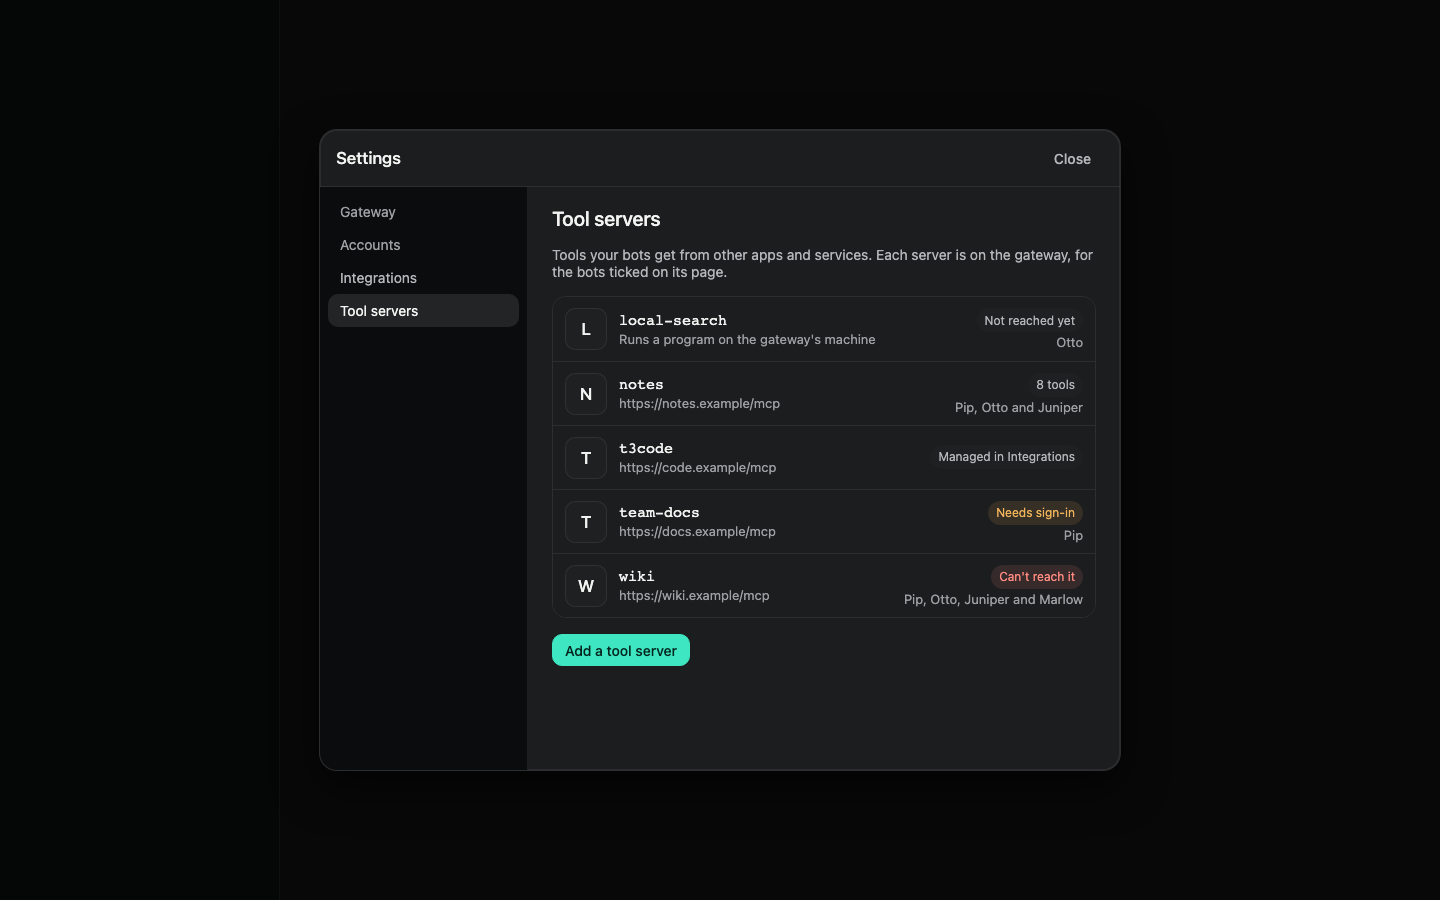 Settings
Close
Gateway
Accounts
Integrations
Tool servers
Tool servers
Tools your bots get from other apps and services. Each server is on the gateway, for
the bots ticked on its page.
L
local-search
Runs a program on the gateway's machine
Not reached yet
Otto
N
notes
https://notes.example/mcp
8 tools
Pip, Otto and Juniper
T
t3code
https://code.example/mcp
Managed in Integrations
T
team-docs
https://docs.example/mcp
Needs sign-in
Pip
W
wiki
https://wiki.example/mcp
Can't reach it
Pip, Otto, Juniper and Marlow
Add a tool server